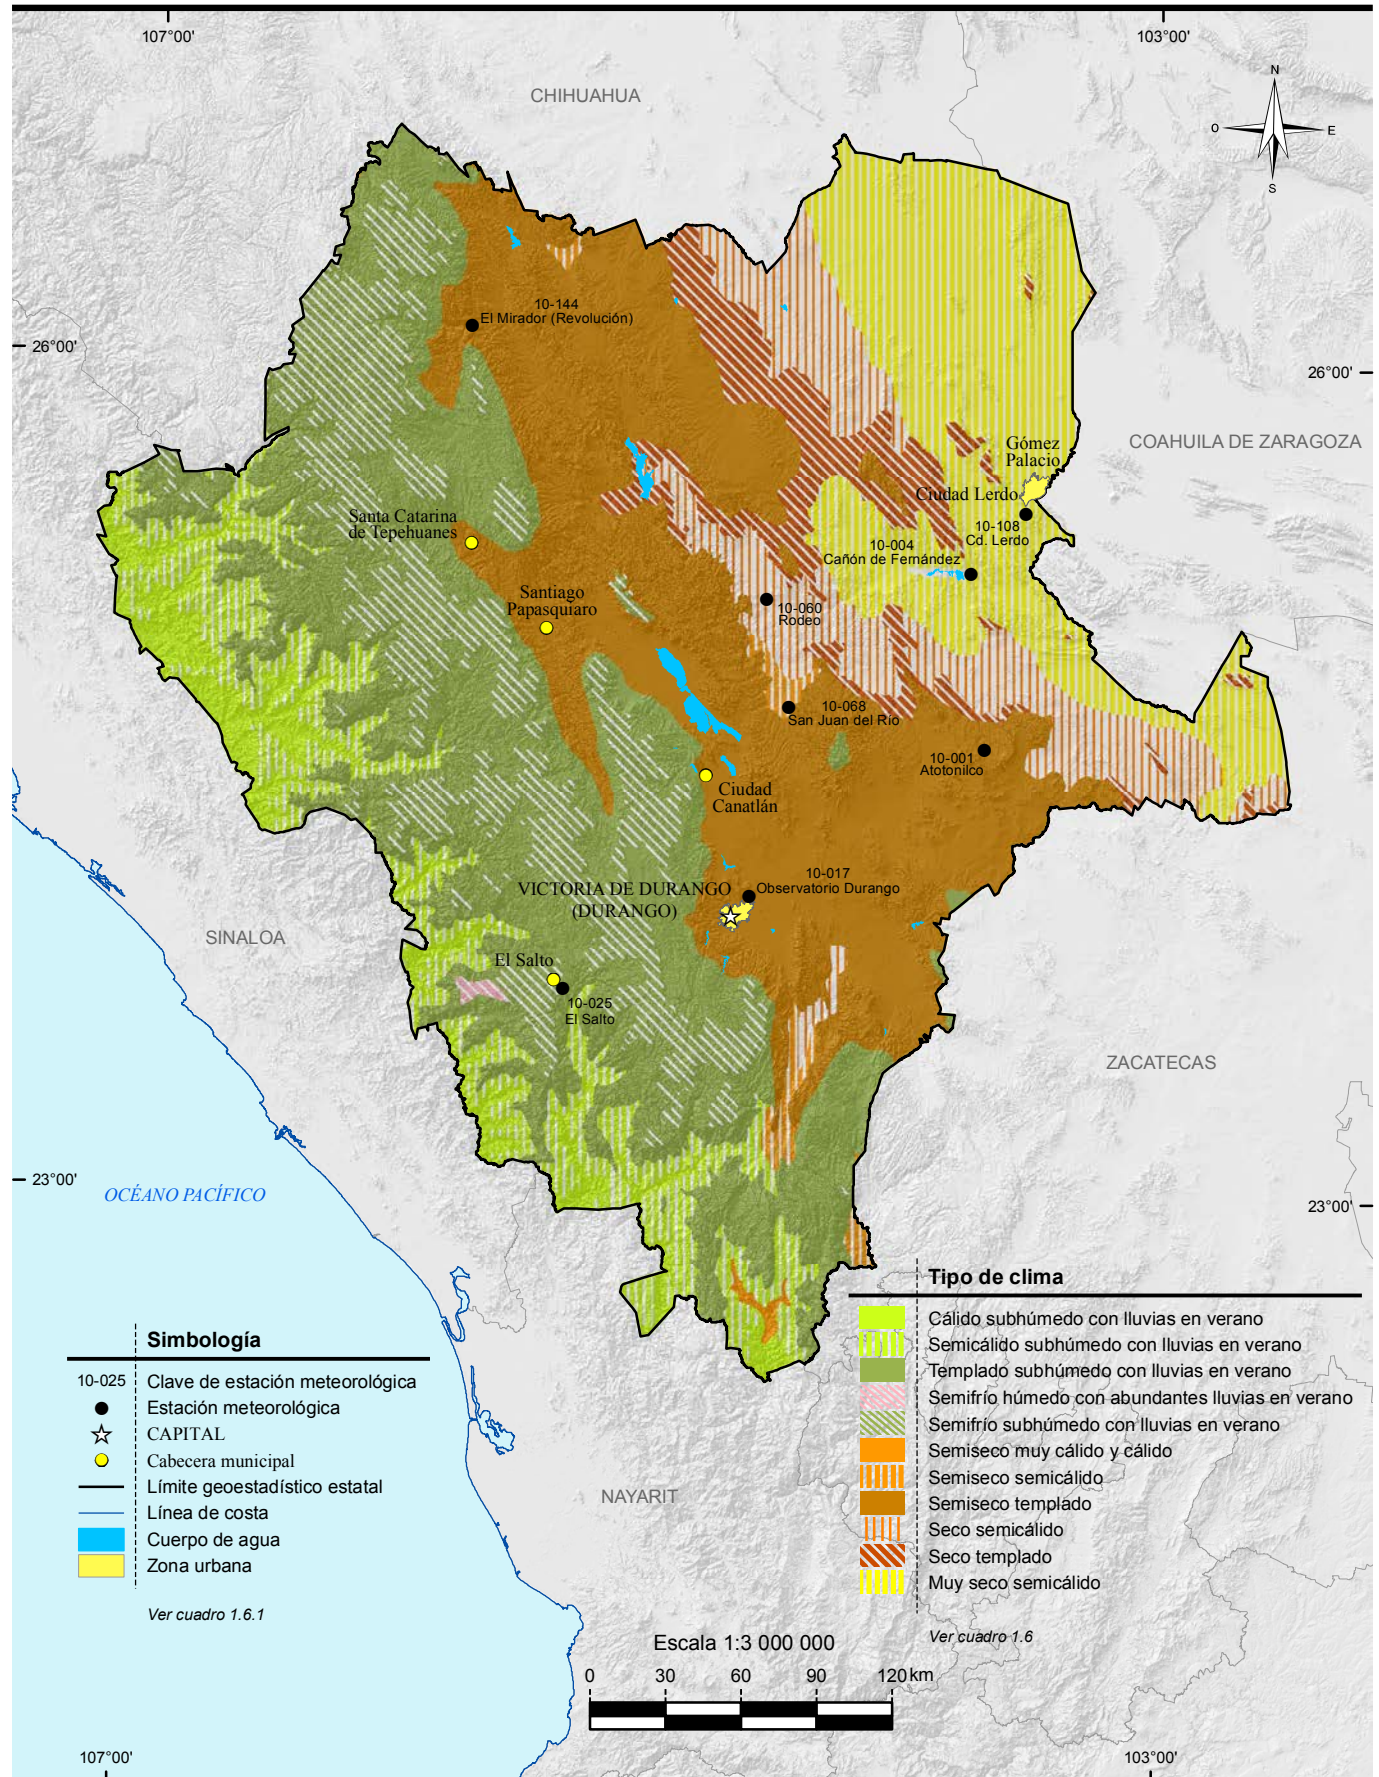 107°00'
103°00'
CHIHUAHUA
N
O
E
S
10-144
El Mirador (Revolución)
26°00'
26°00'
COAHUILA DE ZARAGOZA
Gómez
Palacio
Ciudad Lerdo
10-108
Cd. Lerdo
Santa Catarina
de Tepehuanes
10-004
Cañón de Fernández
Santiago
Papasquiaro
10-060
Rodeo
10-068
San Juan del Río
10-001
Atotonilco
Ciudad
Canatlán
10-017
Observatorio Durango
VICTORIA DE DURANGO
(DURANGO)
SINALOA
El Salto
10-025
El Salto
ZACATECAS
23°00'
23°00'
OCÉANO PACÍFICO
NAYARIT
Simbología
10-025 Clave de estación meteorológica
Estación meteorológica
CAPITAL
Cabecera municipal
Límite geoestadístico estatal
Línea de costa
Cuerpo de agua
Zona urbana
Ver cuadro 1.6.1
Tipo de clima
Cálido subhúmedo con lluvias en verano
Semicálido subhúmedo con lluvias en verano
Templado subhúmedo con lluvias en verano
Semifrío húmedo con abundantes lluvias en verano
Semifrío subhúmedo con lluvias en verano
Semiseco muy cálido y cálido
Semiseco semicálido
Semiseco templado
Seco semicálido
Seco templado
Muy seco semicálido
Ver cuadro 1.6
Escala 1:3 000 000
0 30 60 90 120 km
107°00'
103°00'